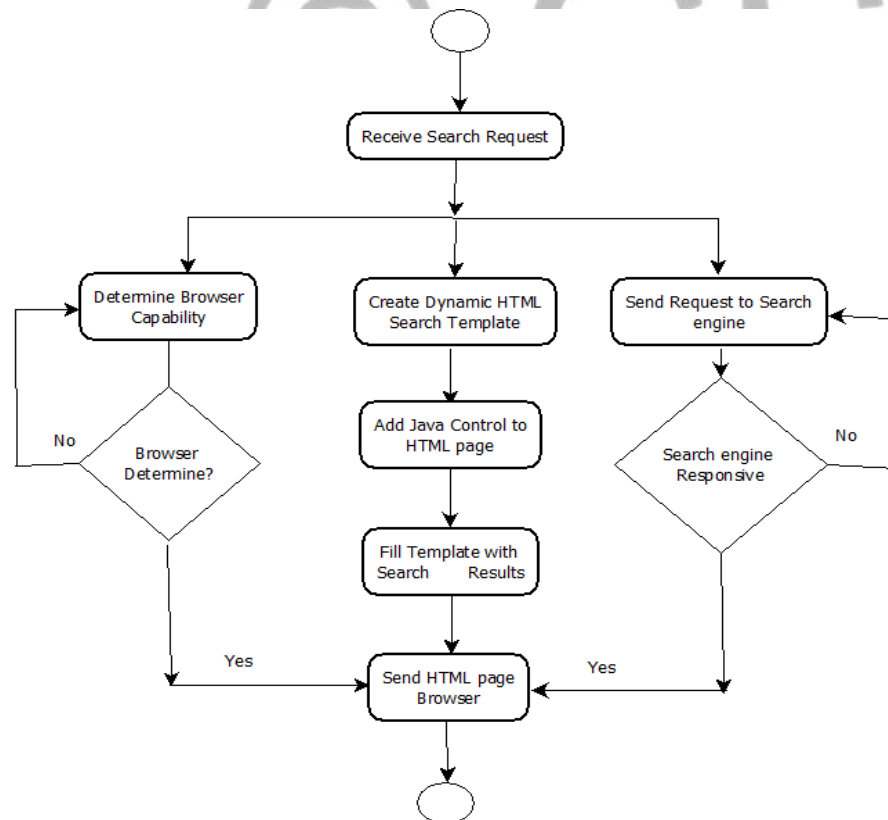 Receive Search Request
Determine Browser
Capability
Create Dynamic HTML
Search Template
Send Request to Search
engine
No
Browser
Determine?
Add Java Control to
HTML page
Search engine
Responsive
No
Fill Template with
Search Results
Yes
Send HTML page
Browser
Yes